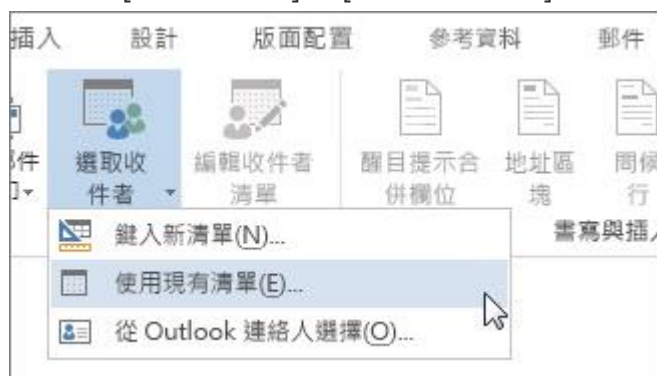 插入 設計 版面配置 參考資料 郵件
選取收件者 編輯收件者清單 醒目提示合併欄位 地址區塊 問候行
鍵入新清單(N)...
使用現有清單(E)...
從 Outlook 連絡人選擇(O)...
書寫與插入